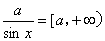 a/sin x = [a, +∞)